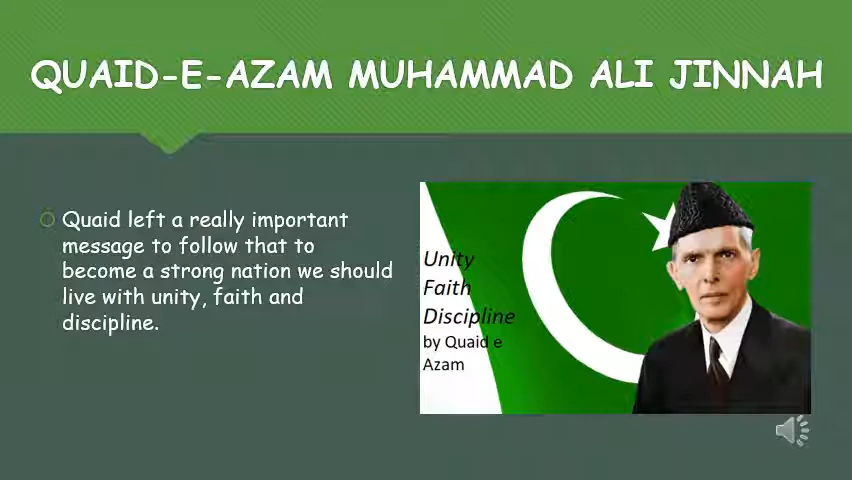 QUAID-E-AZAM MUHAMMAD ALI JINNAH
Quaid left a really important
message to follow that to
become a strong nation we should
live with unity, faith and
discipline.
Unity
Faith
Discipline
by Quaid e
Azam